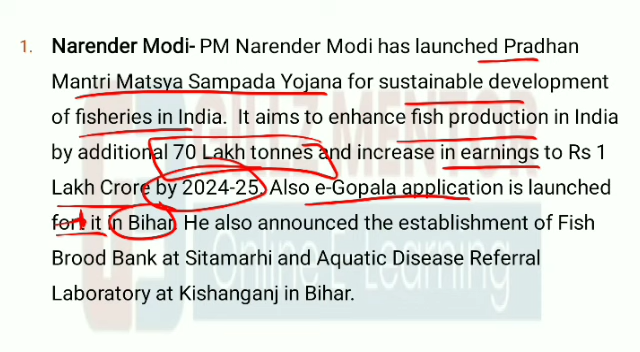 1. Narender Modi- PM Narender Modi has launched Pradhan
Mantri Matsya Sampada Yojana for sustainable development
of fisheries in India. It aims to enhance fish production in India
by additional 70 Lakh tonnes and increase in earnings to Rs 1
Lakh Crore by 2024-25. Also e-Gopala application is launched
for it in Bihar. He also announced the establishment of Fish
Brood Bank at Sitamarhi and Aquatic Disease Referral
Laboratory at Kishanganj in Bihar.
MENTOR
Online E Learning